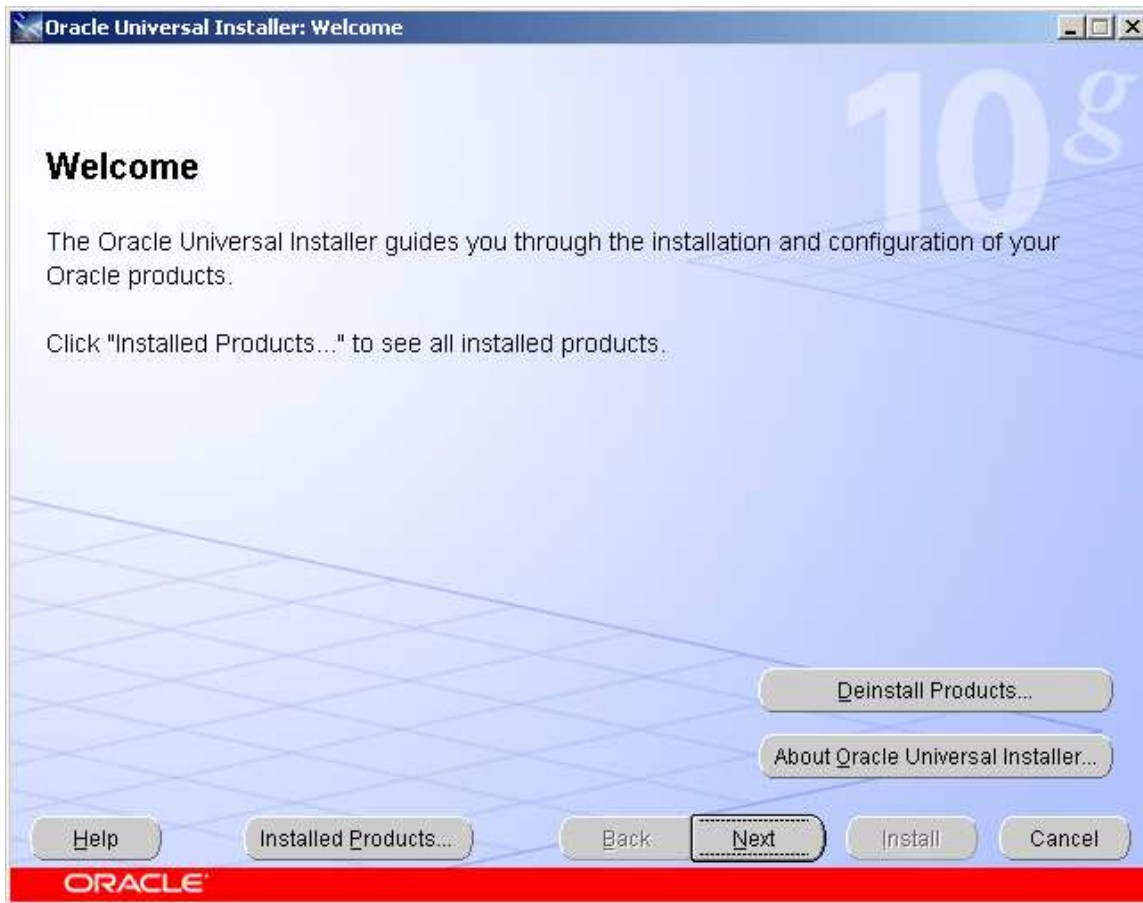 Oracle Universal Installer: Welcome
10g
Welcome
The Oracle Universal Installer guides you through the installation and configuration of your
Oracle products.
Click "Installed Products..." to see all installed products.
Deinstall Products...
About Oracle Universal Installer...
Help Installed Products... Back Next Install Cancel
ORACLE